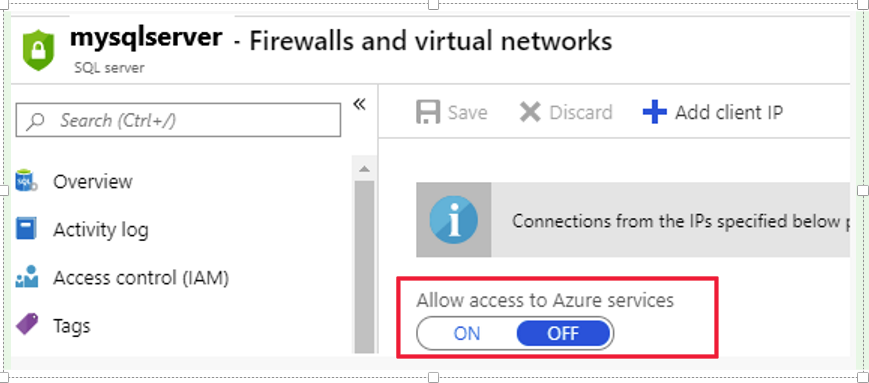 mysqlserver - Firewalls and virtual networks
SQL server
Search (Ctrl+/)
«
Save
Discard
Add client IP
Overview
Activity log
Access control (IAM)
Tags
Connections from the IPs specified below p
Allow access to Azure services
ON
OFF